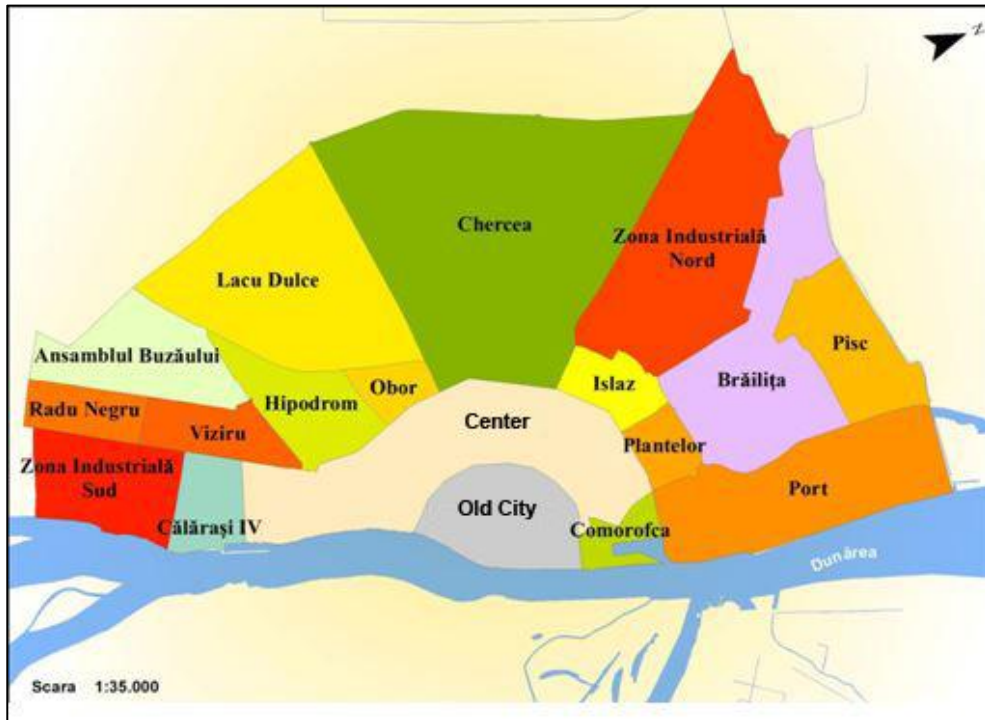 Z
Chercea
Zona Industrială
Nord
Lacu Dulce
Ansamblul Buzăului
Pisc
Radu Negru
Hipodrom
Obor
Islaz
Brăilița
Viziru
Center
Plantelor
Zona Industrială
Sud
Port
Old City
Călărași IV
Comorofca
Dunărea
Scara 1:35.000